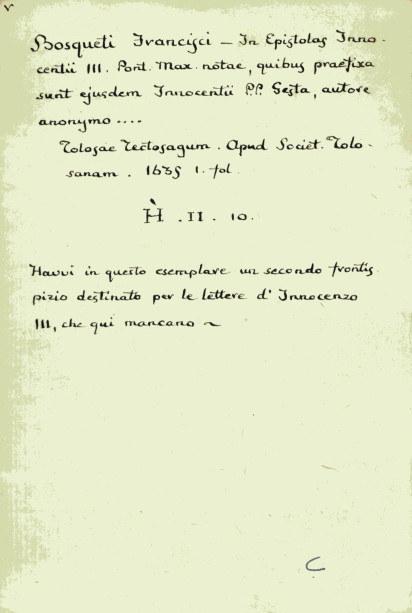 v
Bosqueti Francisci — In Epistolas Inno-
centii III. Pont. Max. notae, quibus praefixa
sunt ejusdem Innocentii P.P. Gesta, autore
anonymo ....
Tolosae Tectosagum. Apud Societ. Tolo-
sanam. 1635 1. fol.
H. II. 10.
Havvi in questo esemplare un secondo frontis
pizio destinato per le lettere d' Innocenzo
III, che qui mancano ~
C